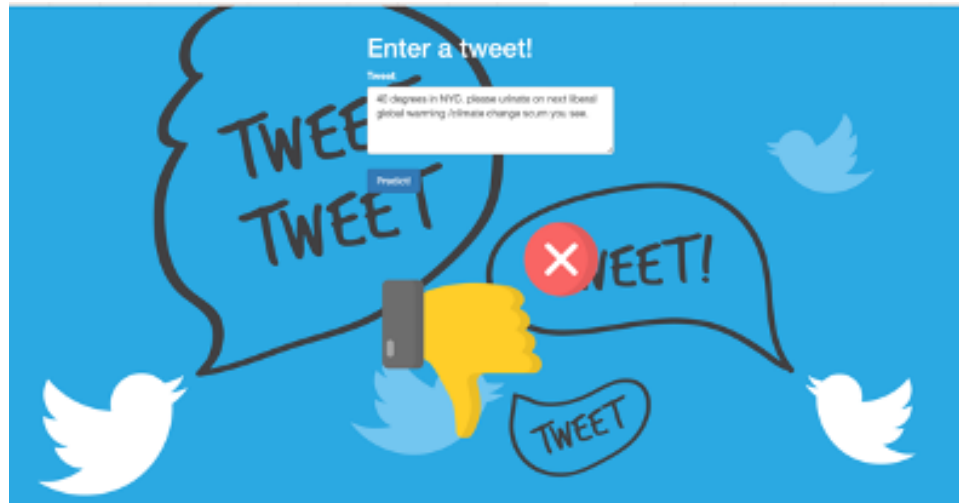 Enter a tweet!
Tweet
40 degrees in NYC, please urinate on next liberal
global warming /climate change scum you see.
Predict!
TWEET
TWEET
TWEET!
TWEET